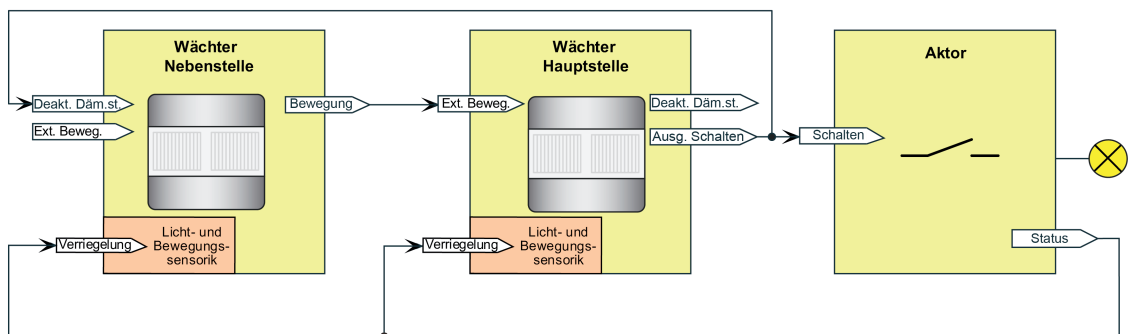 Wächter
Nebenstelle
Deakt. Däm.st.
Ext. Beweg.
Bewegung
Verriegelung
Licht- und
Bewegungs-
sensorik
Wächter
Hauptstelle
Ext. Beweg.
Deakt. Däm.st.
Ausg. Schalten
Verriegelung
Licht- und
Bewegungs-
sensorik
Aktor
Schalten
Status